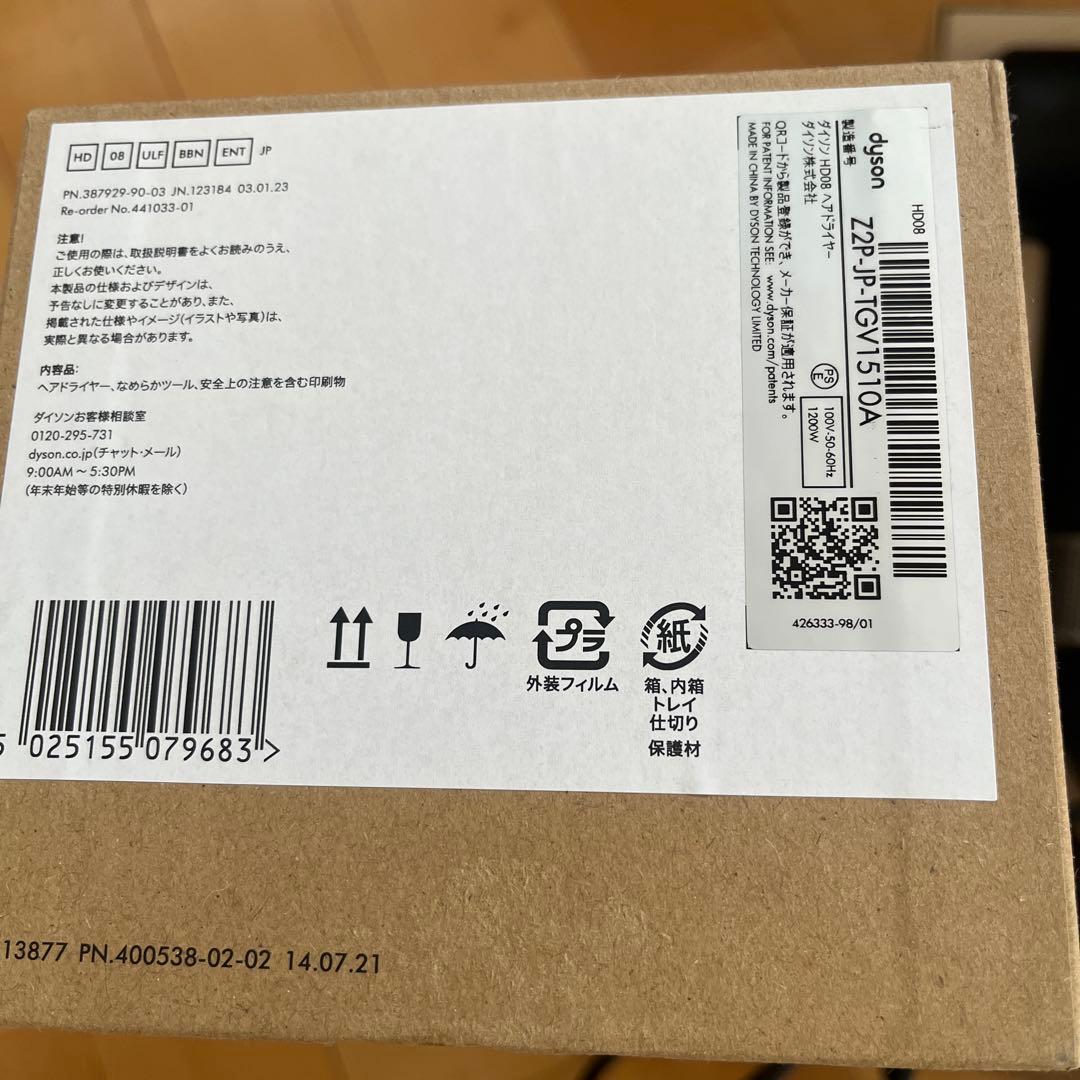 HD 08 ULF BBN ENT JP
PN.387929-90-03 JN.123184 03.01.23
Re-order No.441033-01
注意!
ご使用の際は、取扱説明書をよくお読みのうえ、
正しくお使いください。
本製品の仕様およびデザインは、
予告なしに変更することがあり、また、
掲載された仕様やイメージ(イラストや写真)は、
実際と異なる場合があります。
内容品:
ヘアドライヤー、なめらかツール、安全上の注意を含む印刷物
ダイソンお客様相談室
0120-295-731
dyson.co.jp(チャット・メール)
9:00AM～5:30PM
(年末年始等の特別休暇を除く)
5 025155 079683 >
プラ
外装フィルム
紙
箱、内箱
トレイ
仕切り
保護材
HD08
dyson
製造番号
Z2P-JP-TGV1510A
ダイソン HD08 ヘアドライヤー
ダイソン株式会社
PS
E
100V-50-60Hz
1200W
QRコードから製品登録ができ、メーカー保証が適用されます。
FOR PATENT INFORMATION SEE: www.dyson.com/patents
MADE IN CHINA BY DYSON TECHNOLOGY LIMITED
426333-98/01
13877 PN.400538-02-02 14.07.21